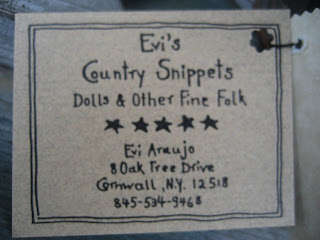 Evi's
Country Snippets
Dolls & Other Fine Folk
Evi Araujo
8 Oak Tree Drive
Cornwall, N.Y. 12518
845-534-9468